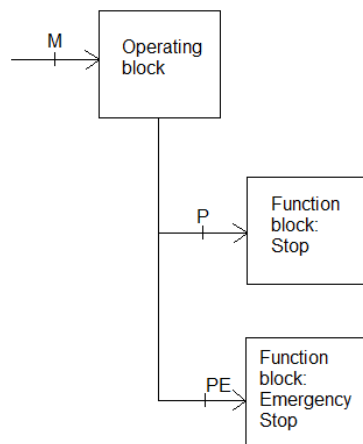 M
Operating
block
P
Function
block:
Stop
PE
Function
block:
Emergency
Stop